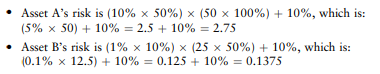 • Asset A's risk is (10% × 50%) × (50 × 100%) + 10%, which is:
(5% × 50) + 10% = 2.5 + 10% = 2.75
• Asset B's risk is (1% × 10%) × (25 × 50%) + 10%, which is:
(0.1% × 12.5) + 10% = 0.125 + 10% = 0.1375